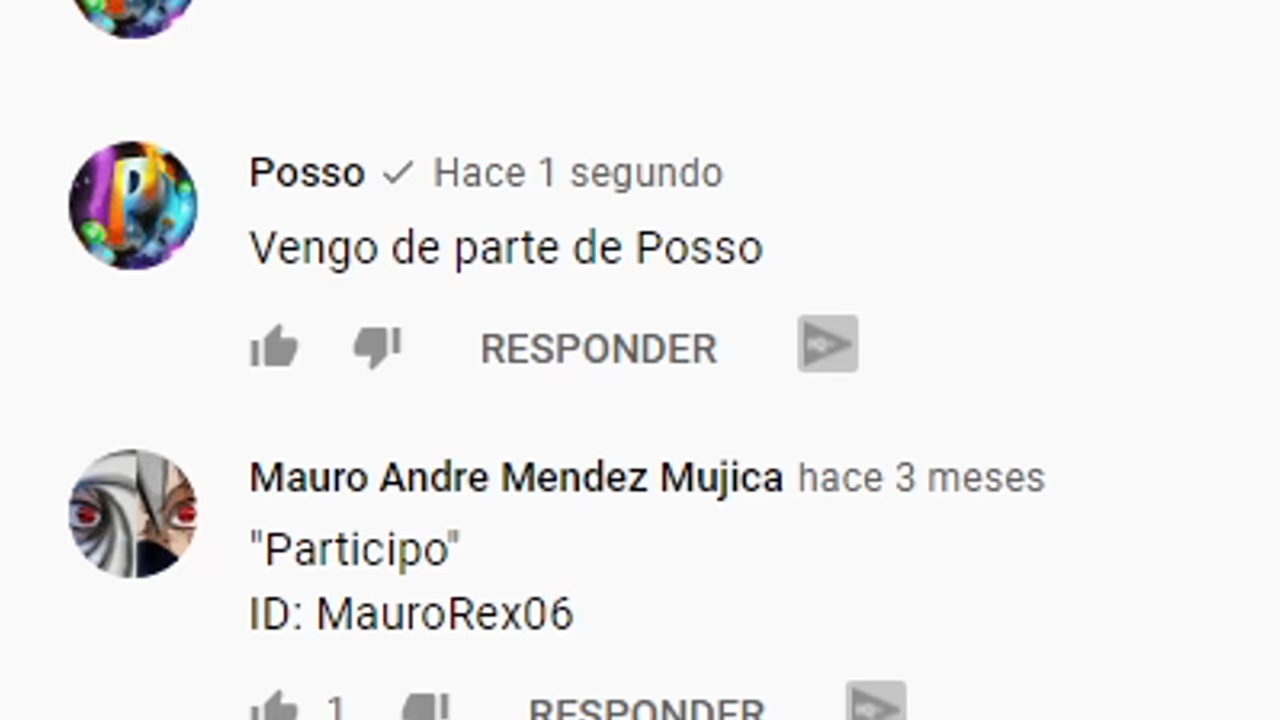 Posso ✓ Hace 1 segundo
Vengo de parte de Posso
RESPONDER
Mauro Andre Mendez Mujica hace 3 meses
"Participo"
ID: MauroRex06
1 RESPONDER